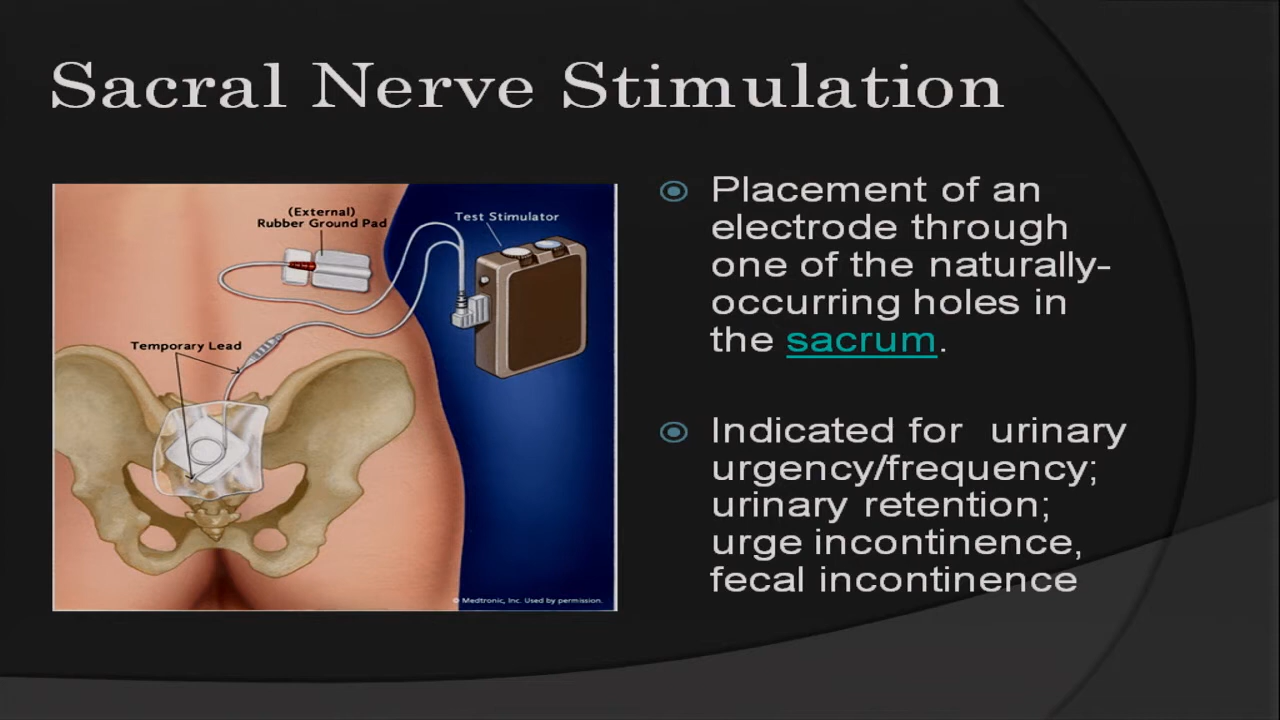 Sacral Nerve Stimulation
(External)
Rubber Ground Pad
Test Stimulator
Temporary Lead
© Medtronic, Inc. Used by permission.
Placement of an
electrode through
one of the naturally-
occurring holes in
the sacrum.
Indicated for urinary
urgency/frequency;
urinary retention;
urge incontinence,
fecal incontinence